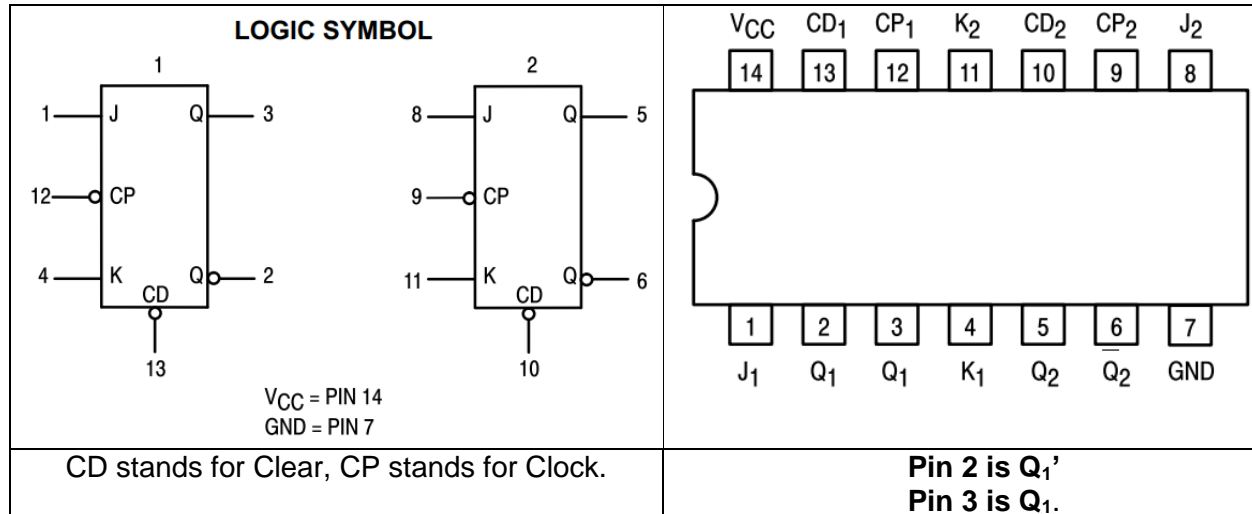 LOGIC SYMBOL
1
1 J Q 3
12 CP
4 K Q 2
CD
13
2
8 J Q 5
9 CP
11 K Q 6
CD
10
VCC = PIN 14
GND = PIN 7
VCC CD1 CP1 K2 CD2 CP2 J2
14 13 12 11 10 9 8
1 2 3 4 5 6 7
J1 Q1 Q1 K1 Q2 Q̅2 GND
CD stands for Clear, CP stands for Clock.
Pin 2 is Q1’
Pin 3 is Q1.